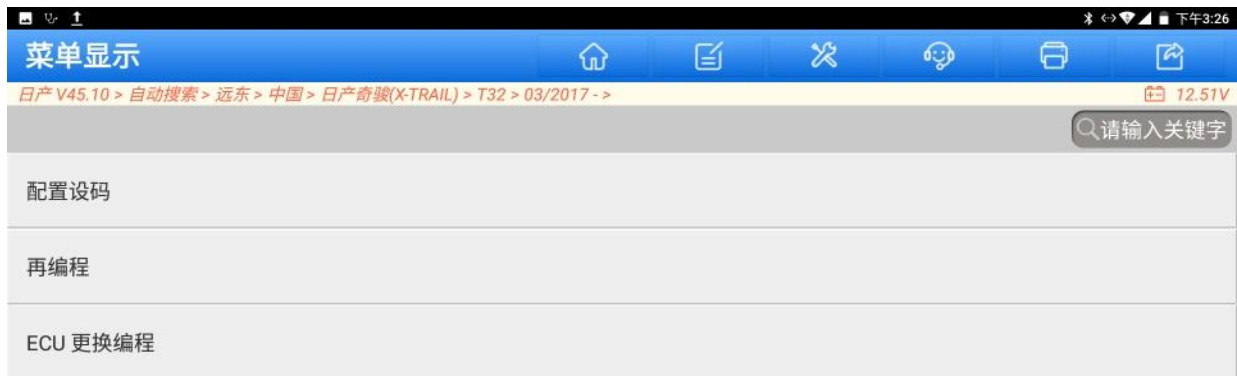 下午3:26
菜单显示
日产 V45.10 > 自动搜索 > 远东 > 中国 > 日产奇骏(X-TRAIL) > T32 > 03/2017 - > 12.51V
请输入关键字
配置设码
再编程
ECU 更换编程